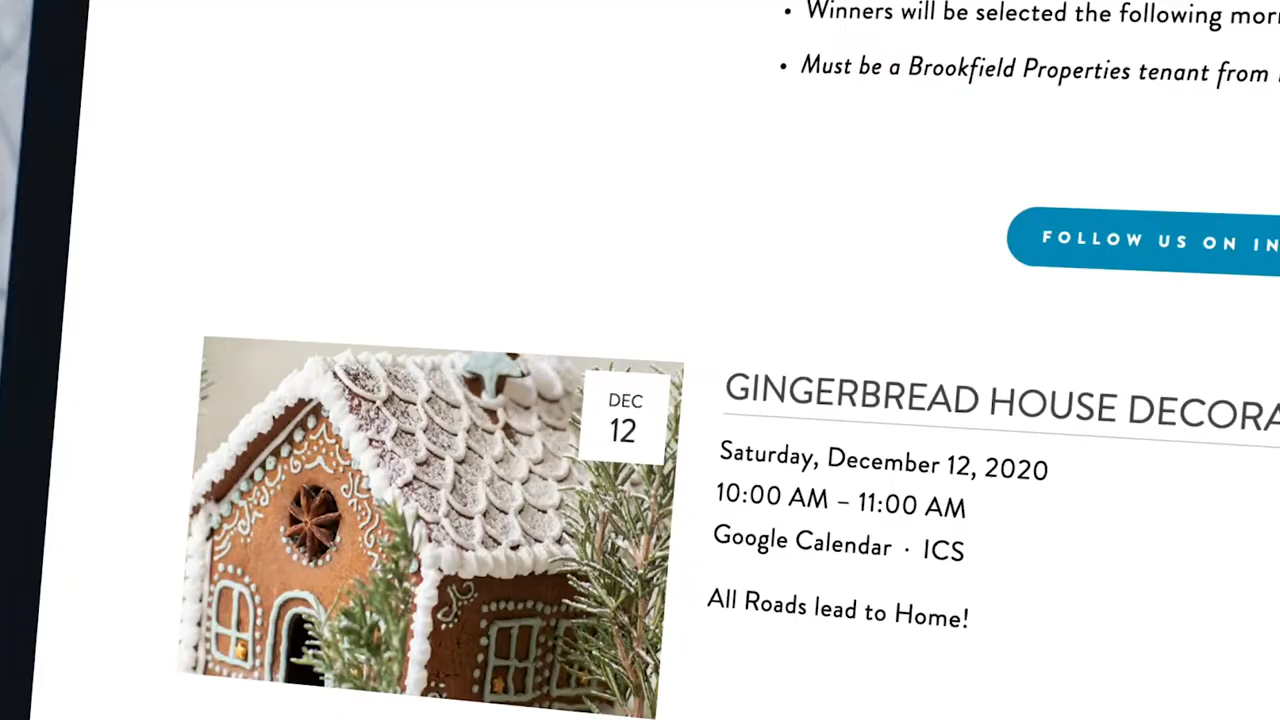 • Winners will be selected the following mor
• Must be a Brookfield Properties tenant from
FOLLOW US ON IN
DEC
12
GINGERBREAD HOUSE DECORA
Saturday, December 12, 2020
10:00 AM – 11:00 AM
Google Calendar · ICS
All Roads lead to Home!